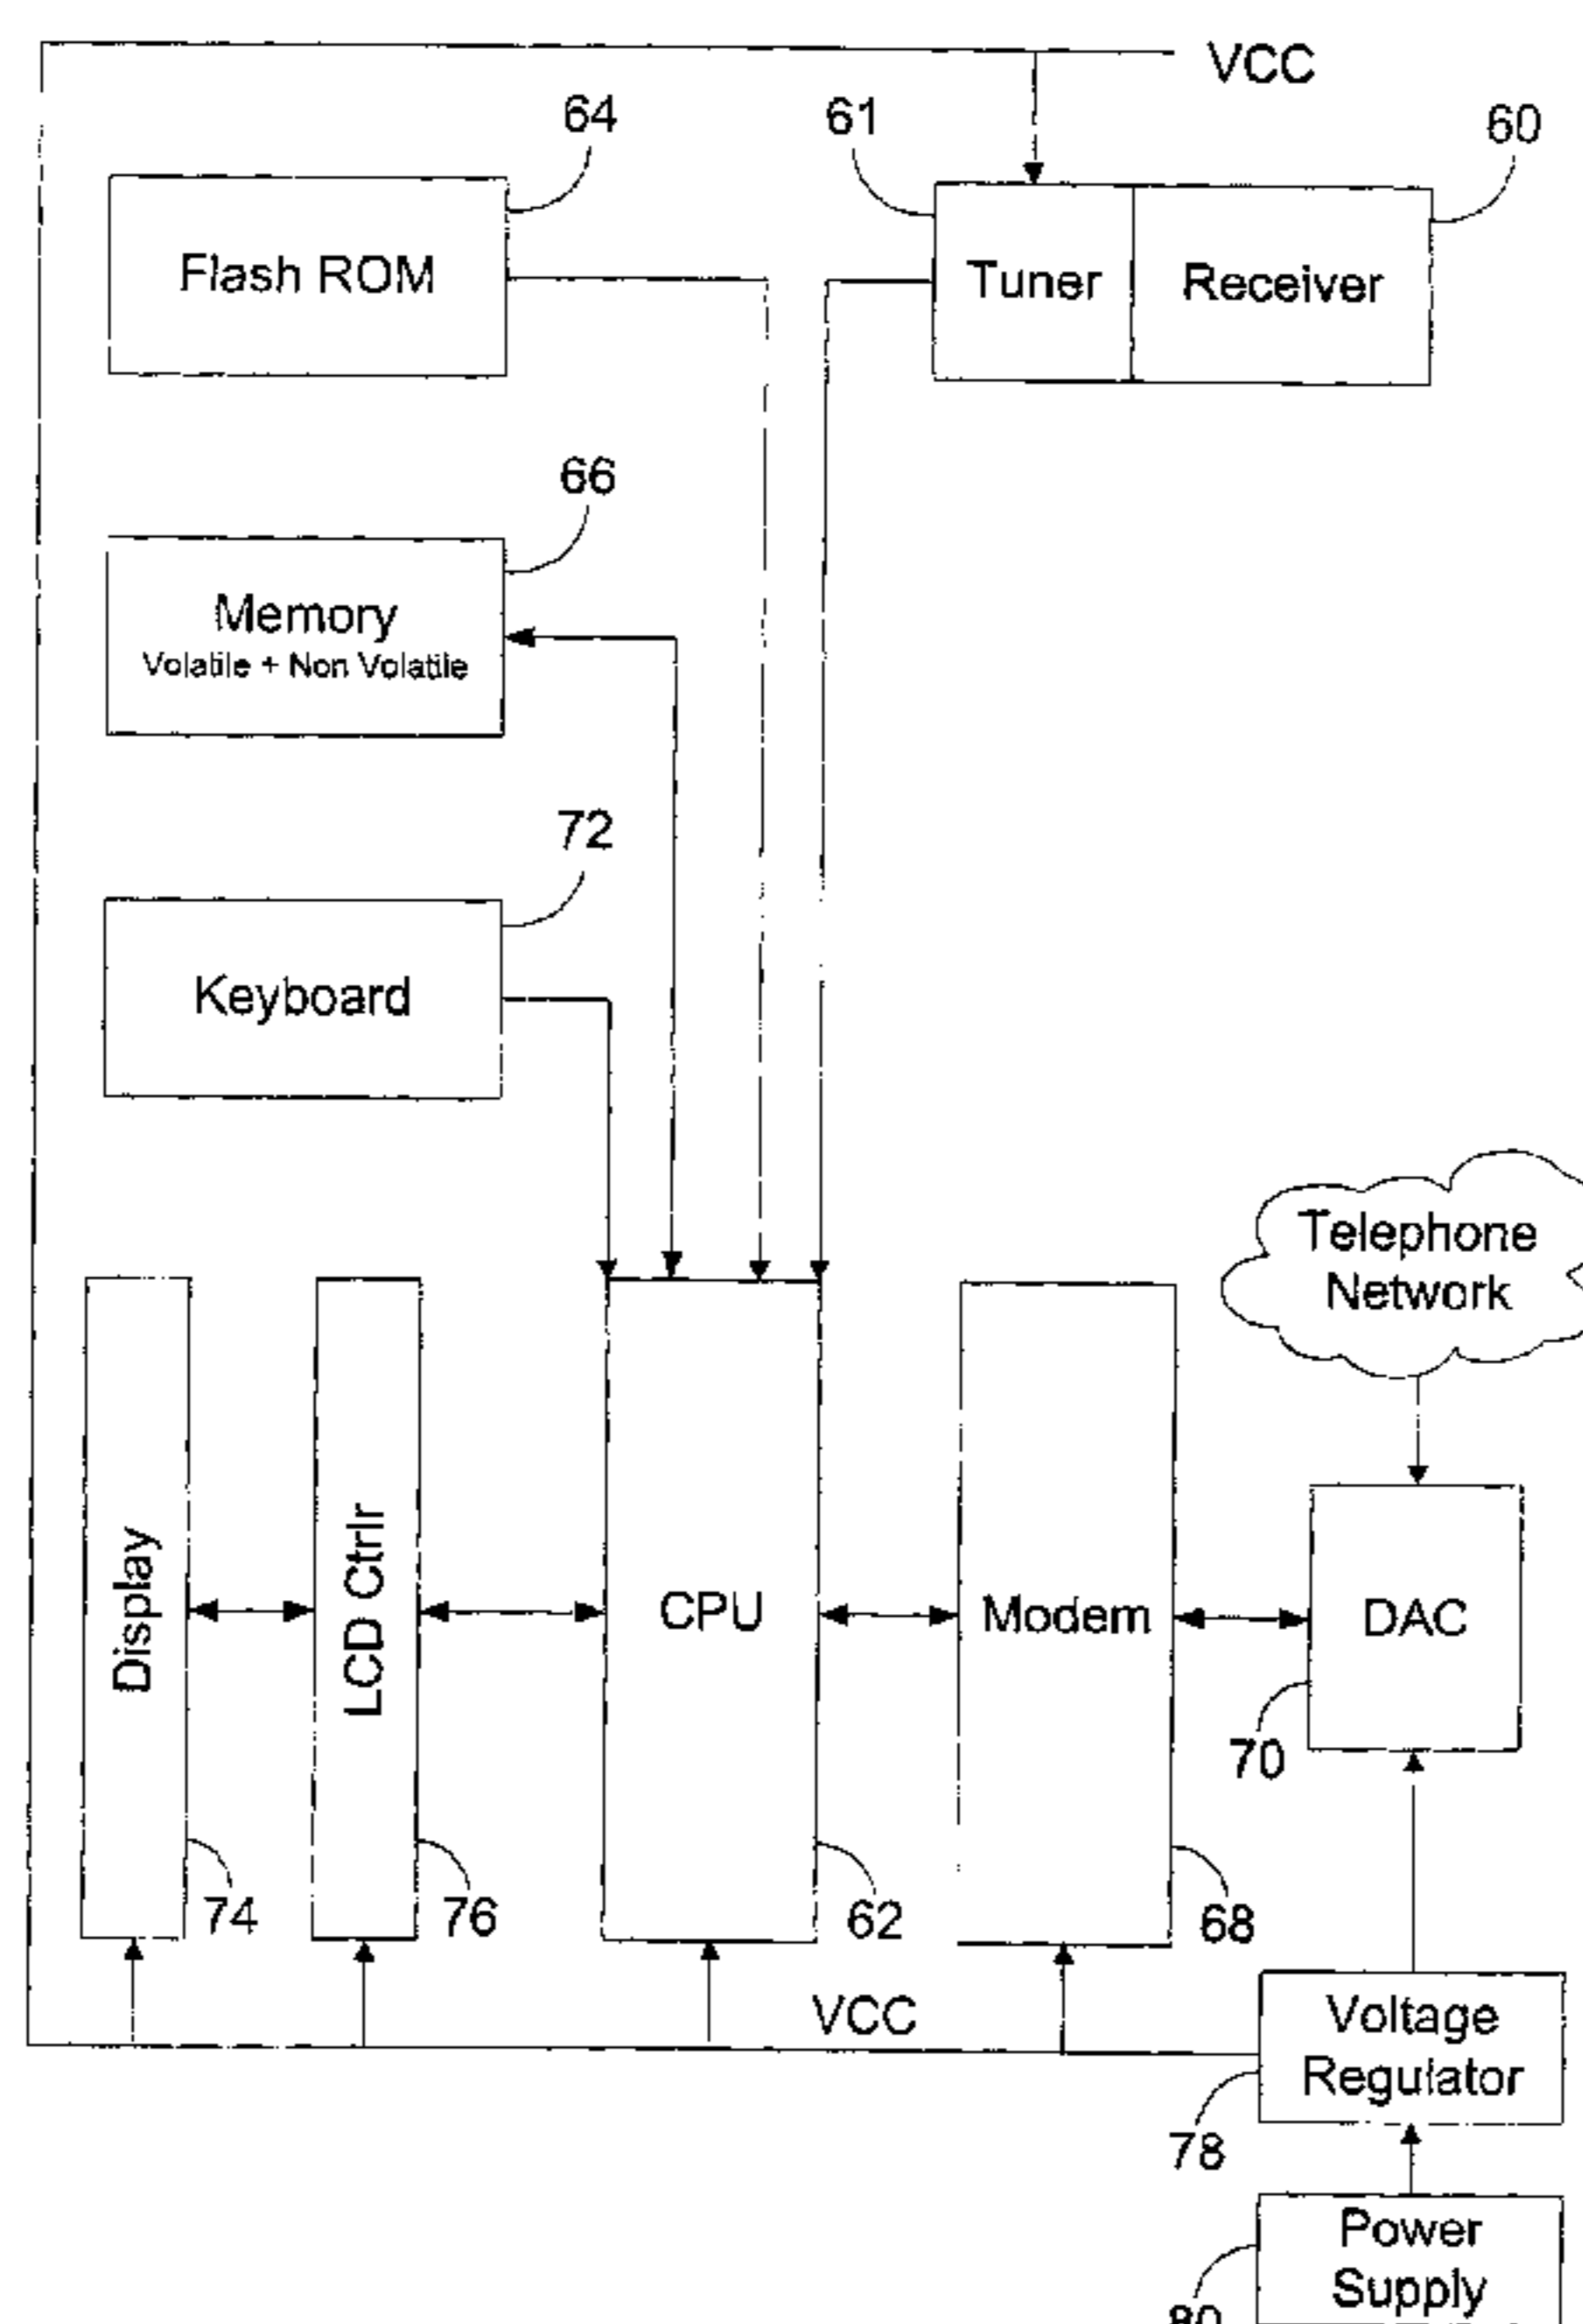 VCC
64
61
60
Flash ROM
Tuner
Receiver
66
Memory
Volatile + Non Volatile
72
Keyboard
Telephone
Network
Display
LCD Ctrlr
CPU
Modem
DAC
70
74
76
62
68
VCC
Voltage
Regulator
78
Power
Supply
80